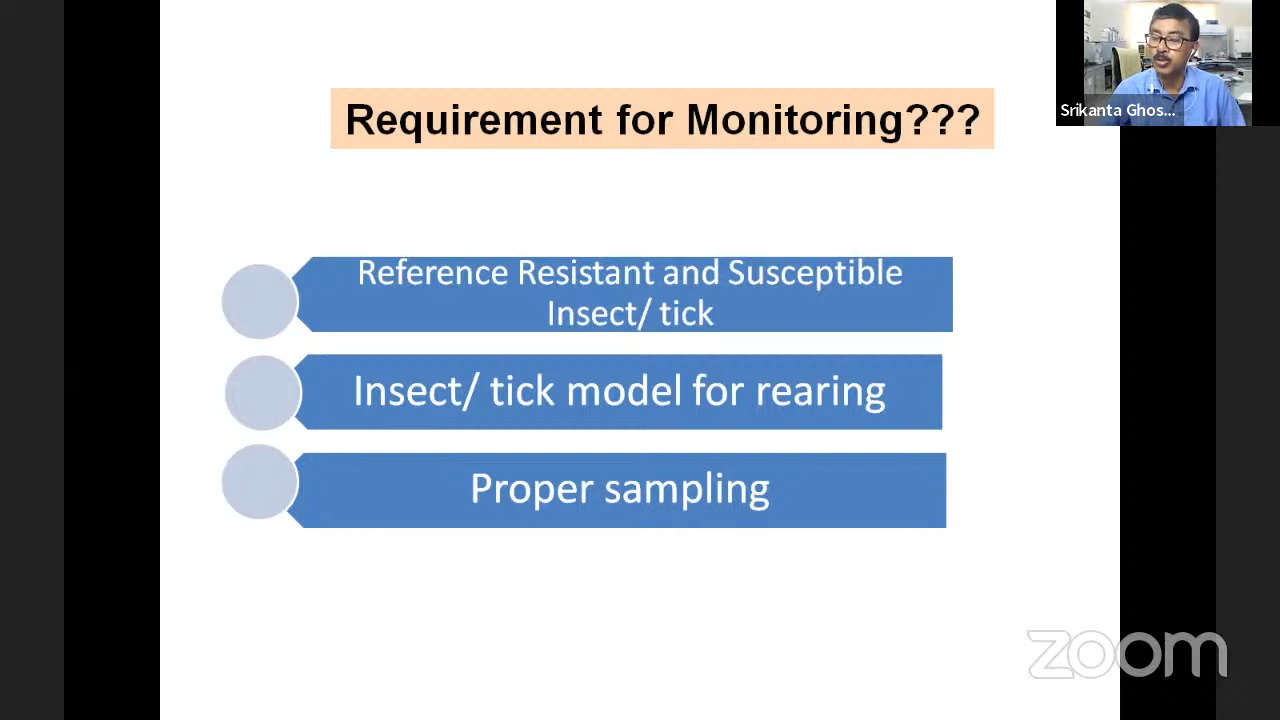 Requirement for Monitoring???
Srikanta Ghos...
Reference Resistant and Susceptible
Insect/ tick
Insect/ tick model for rearing
Proper sampling
zoom